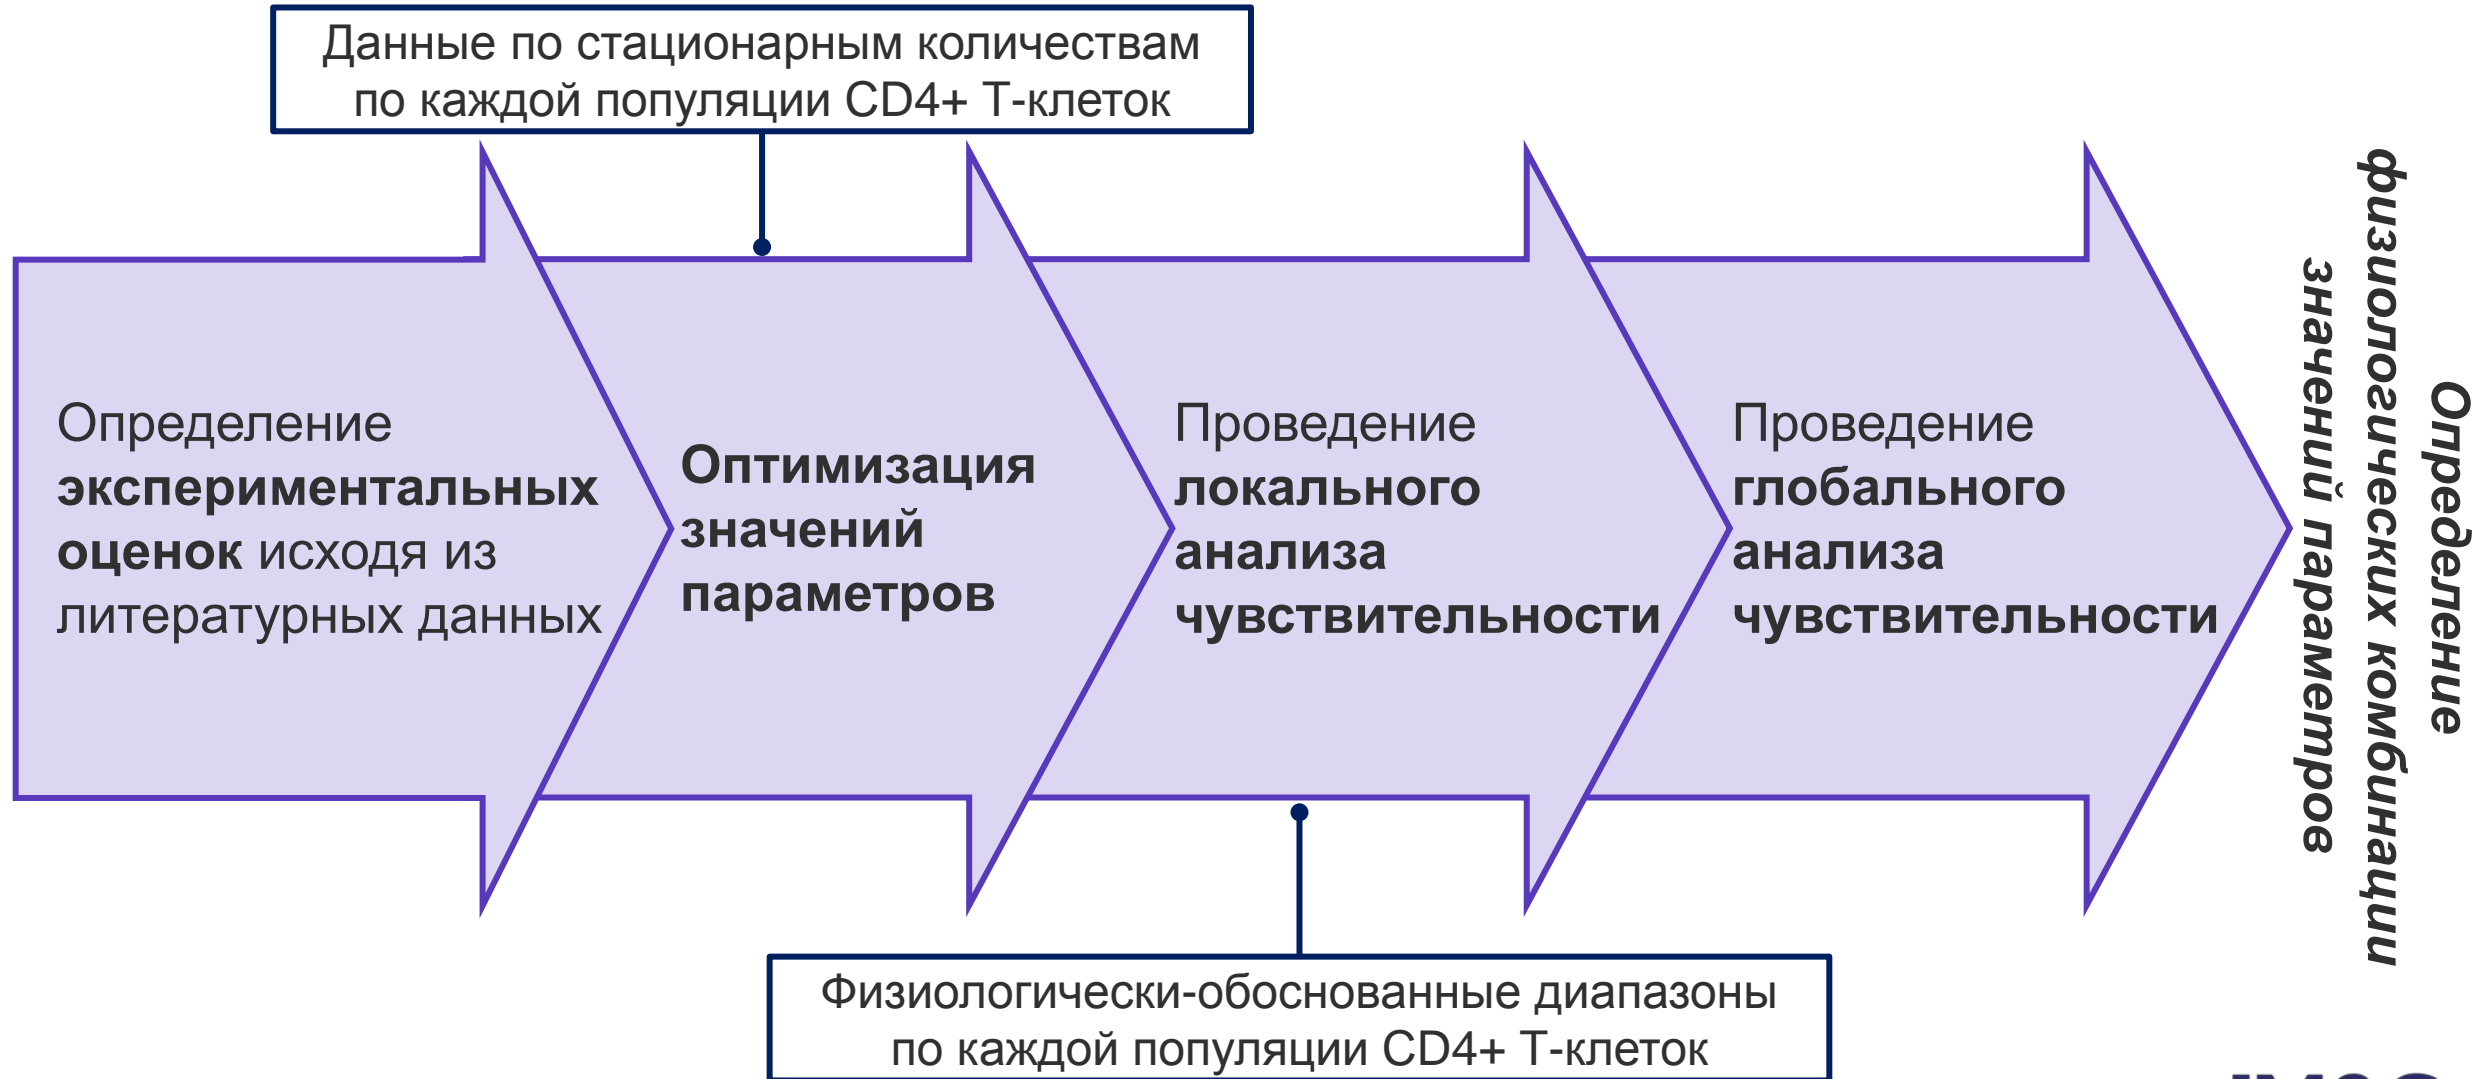 Данные по стационарным количествам
по каждой популяции CD4+ Т-клеток
Определение
экспериментальных
оценок исходя из
литературных данных
Оптимизация
значений
параметров
Проведение
локального
анализа
чувствительности
Проведение
глобального
анализа
чувствительности
Определение
физиологических комбинации
значений параметров
Физиологически-обоснованные диапазоны
по каждой популяции CD4+ Т-клеток